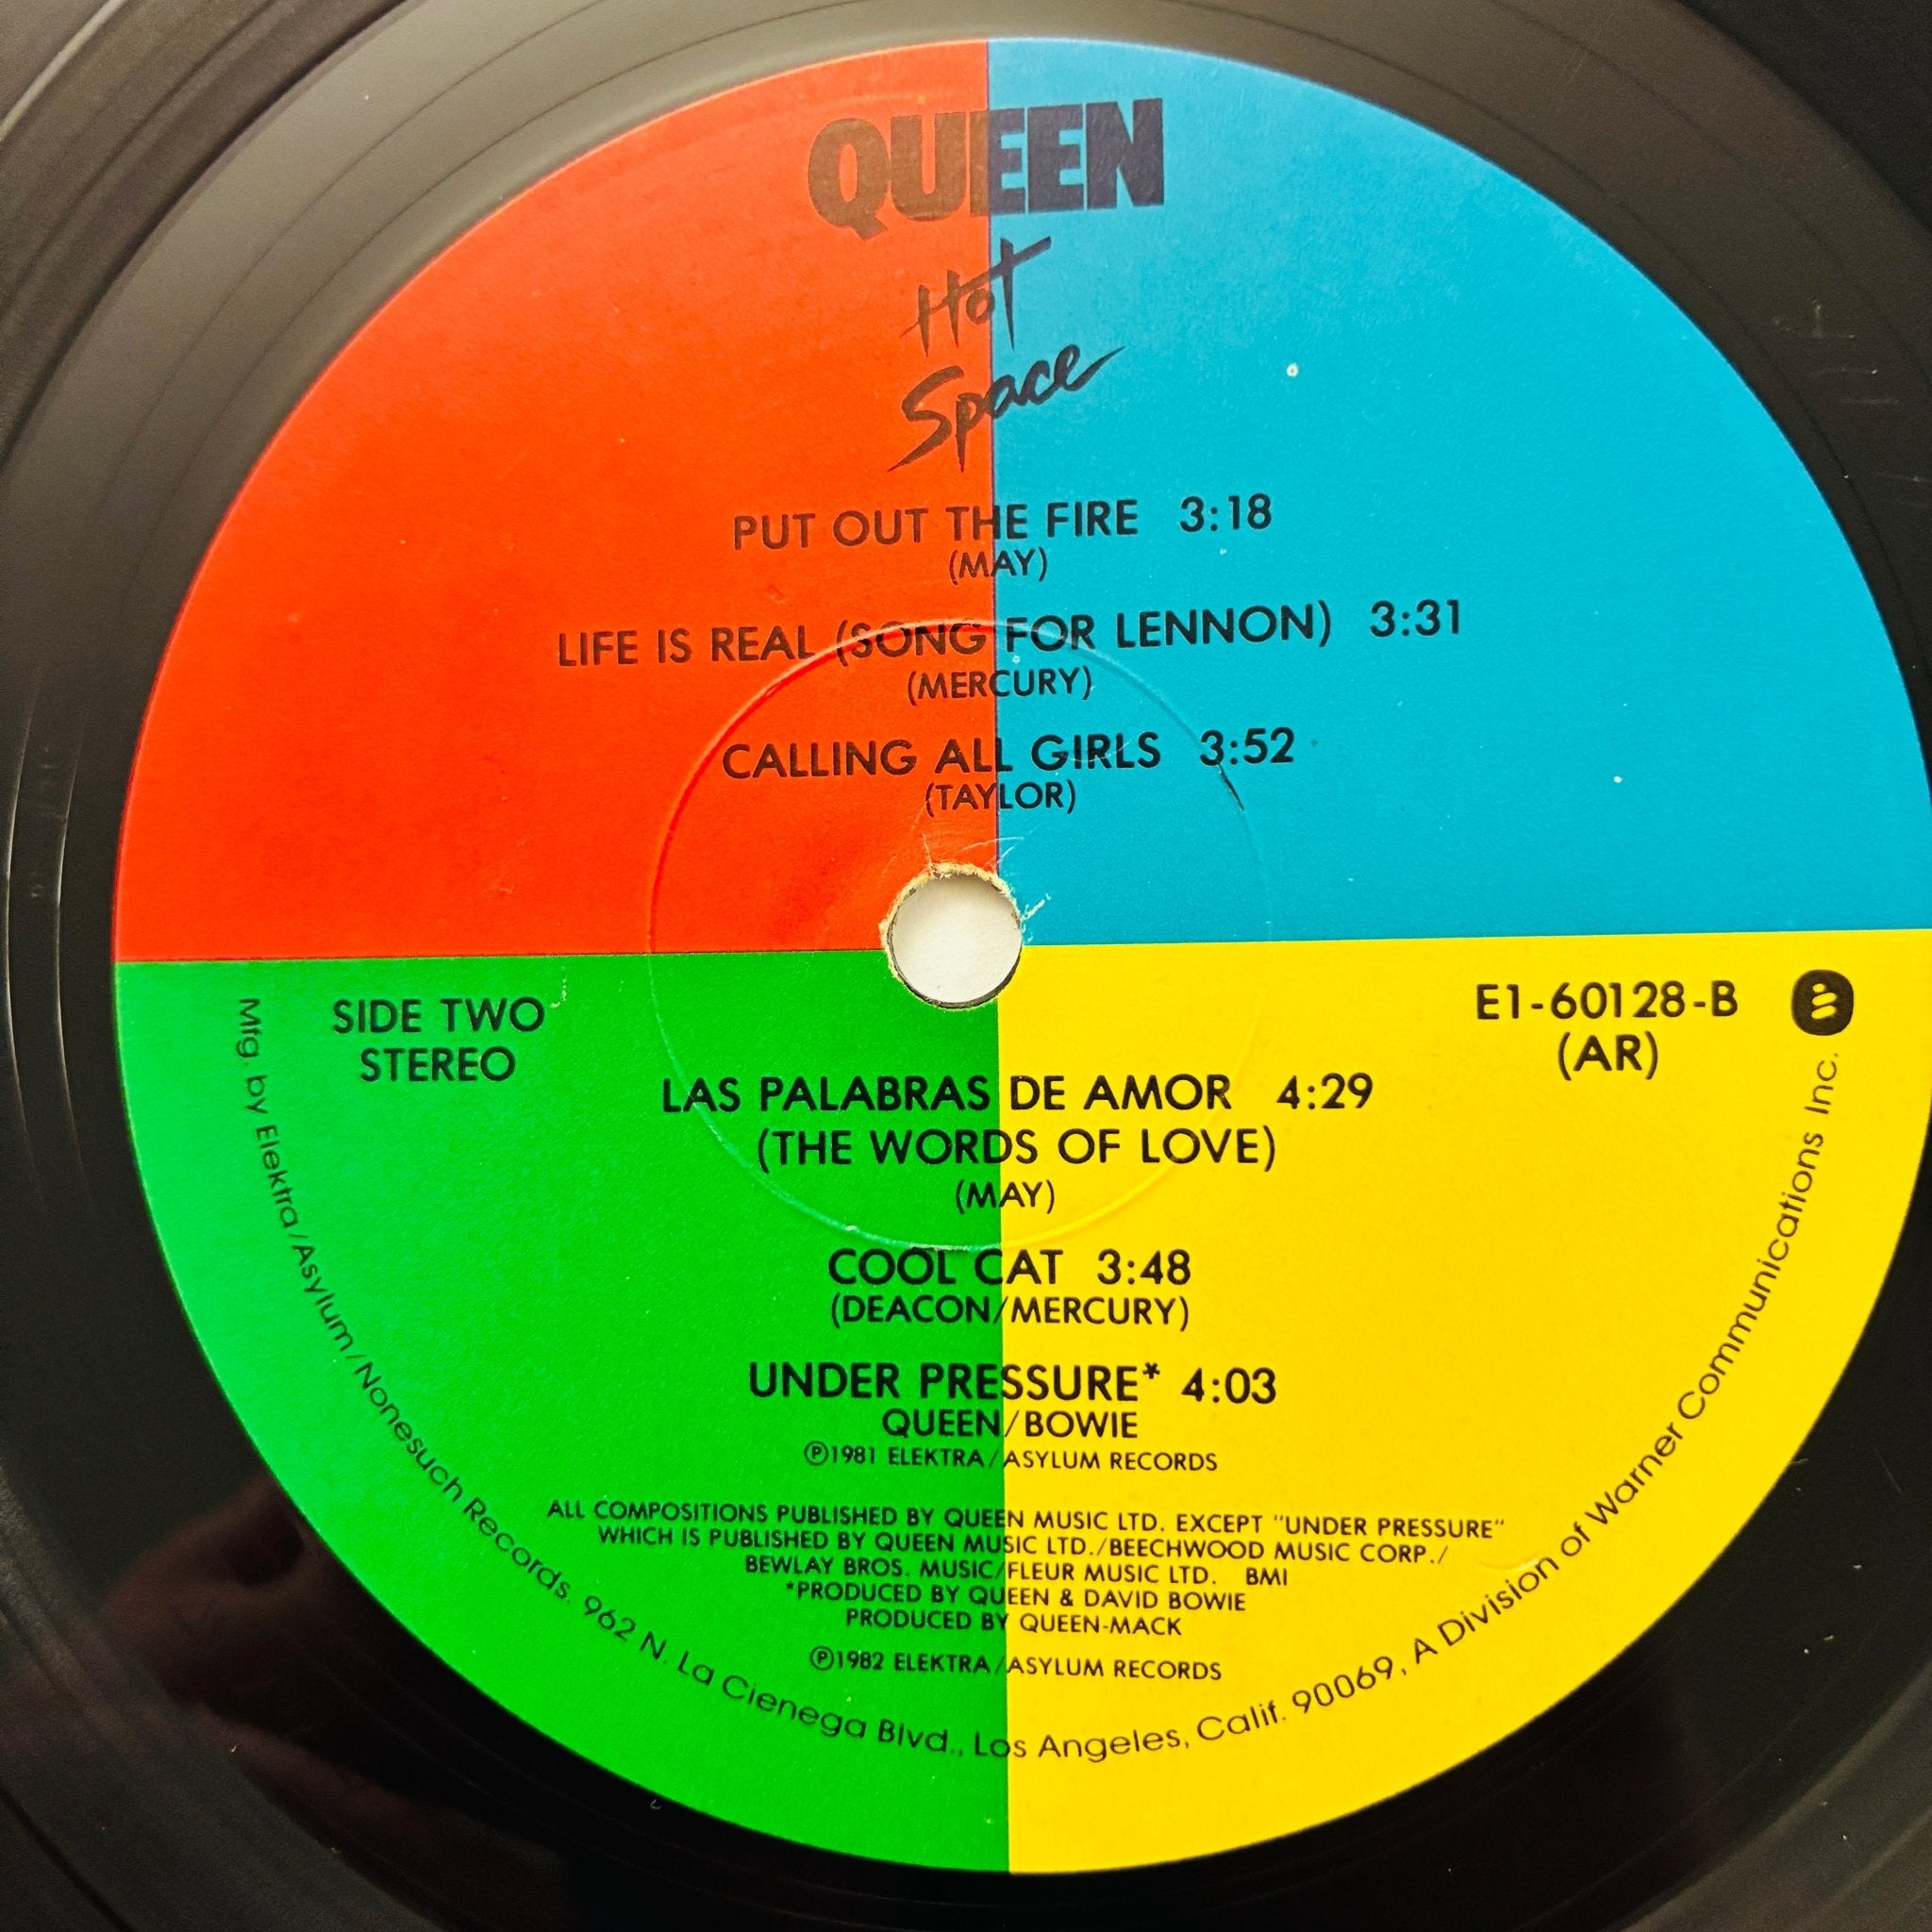 QUEEN
Hot
Space
PUT OUT THE FIRE 3:18
(MAY)
LIFE IS REAL (SONG FOR LENNON) 3:31
(MERCURY)
CALLING ALL GIRLS 3:52
(TAYLOR)
SIDE TWO
STEREO
E1-60128-B
(AR)
LAS PALABRAS DE AMOR 4:29
(THE WORDS OF LOVE)
(MAY)
COOL CAT 3:48
(DEACON/MERCURY)
UNDER PRESSURE* 4:03
QUEEN/BOWIE
℗1981 ELEKTRA/ASYLUM RECORDS
ALL COMPOSITIONS PUBLISHED BY QUEEN MUSIC LTD. EXCEPT "UNDER PRESSURE"
WHICH IS PUBLISHED BY QUEEN MUSIC LTD./BEECHWOOD MUSIC CORP./
BEWLAY BROS. MUSIC/FLEUR MUSIC LTD. BMI
*PRODUCED BY QUEEN & DAVID BOWIE
PRODUCED BY QUEEN-MACK
℗1982 ELEKTRA/ASYLUM RECORDS
Mfg. by Elektra/Asylum/Nonesuch Records. 962 N. La Cienega Blvd., Los Angeles, Calif. 90069, A Division of Warner Communications Inc.